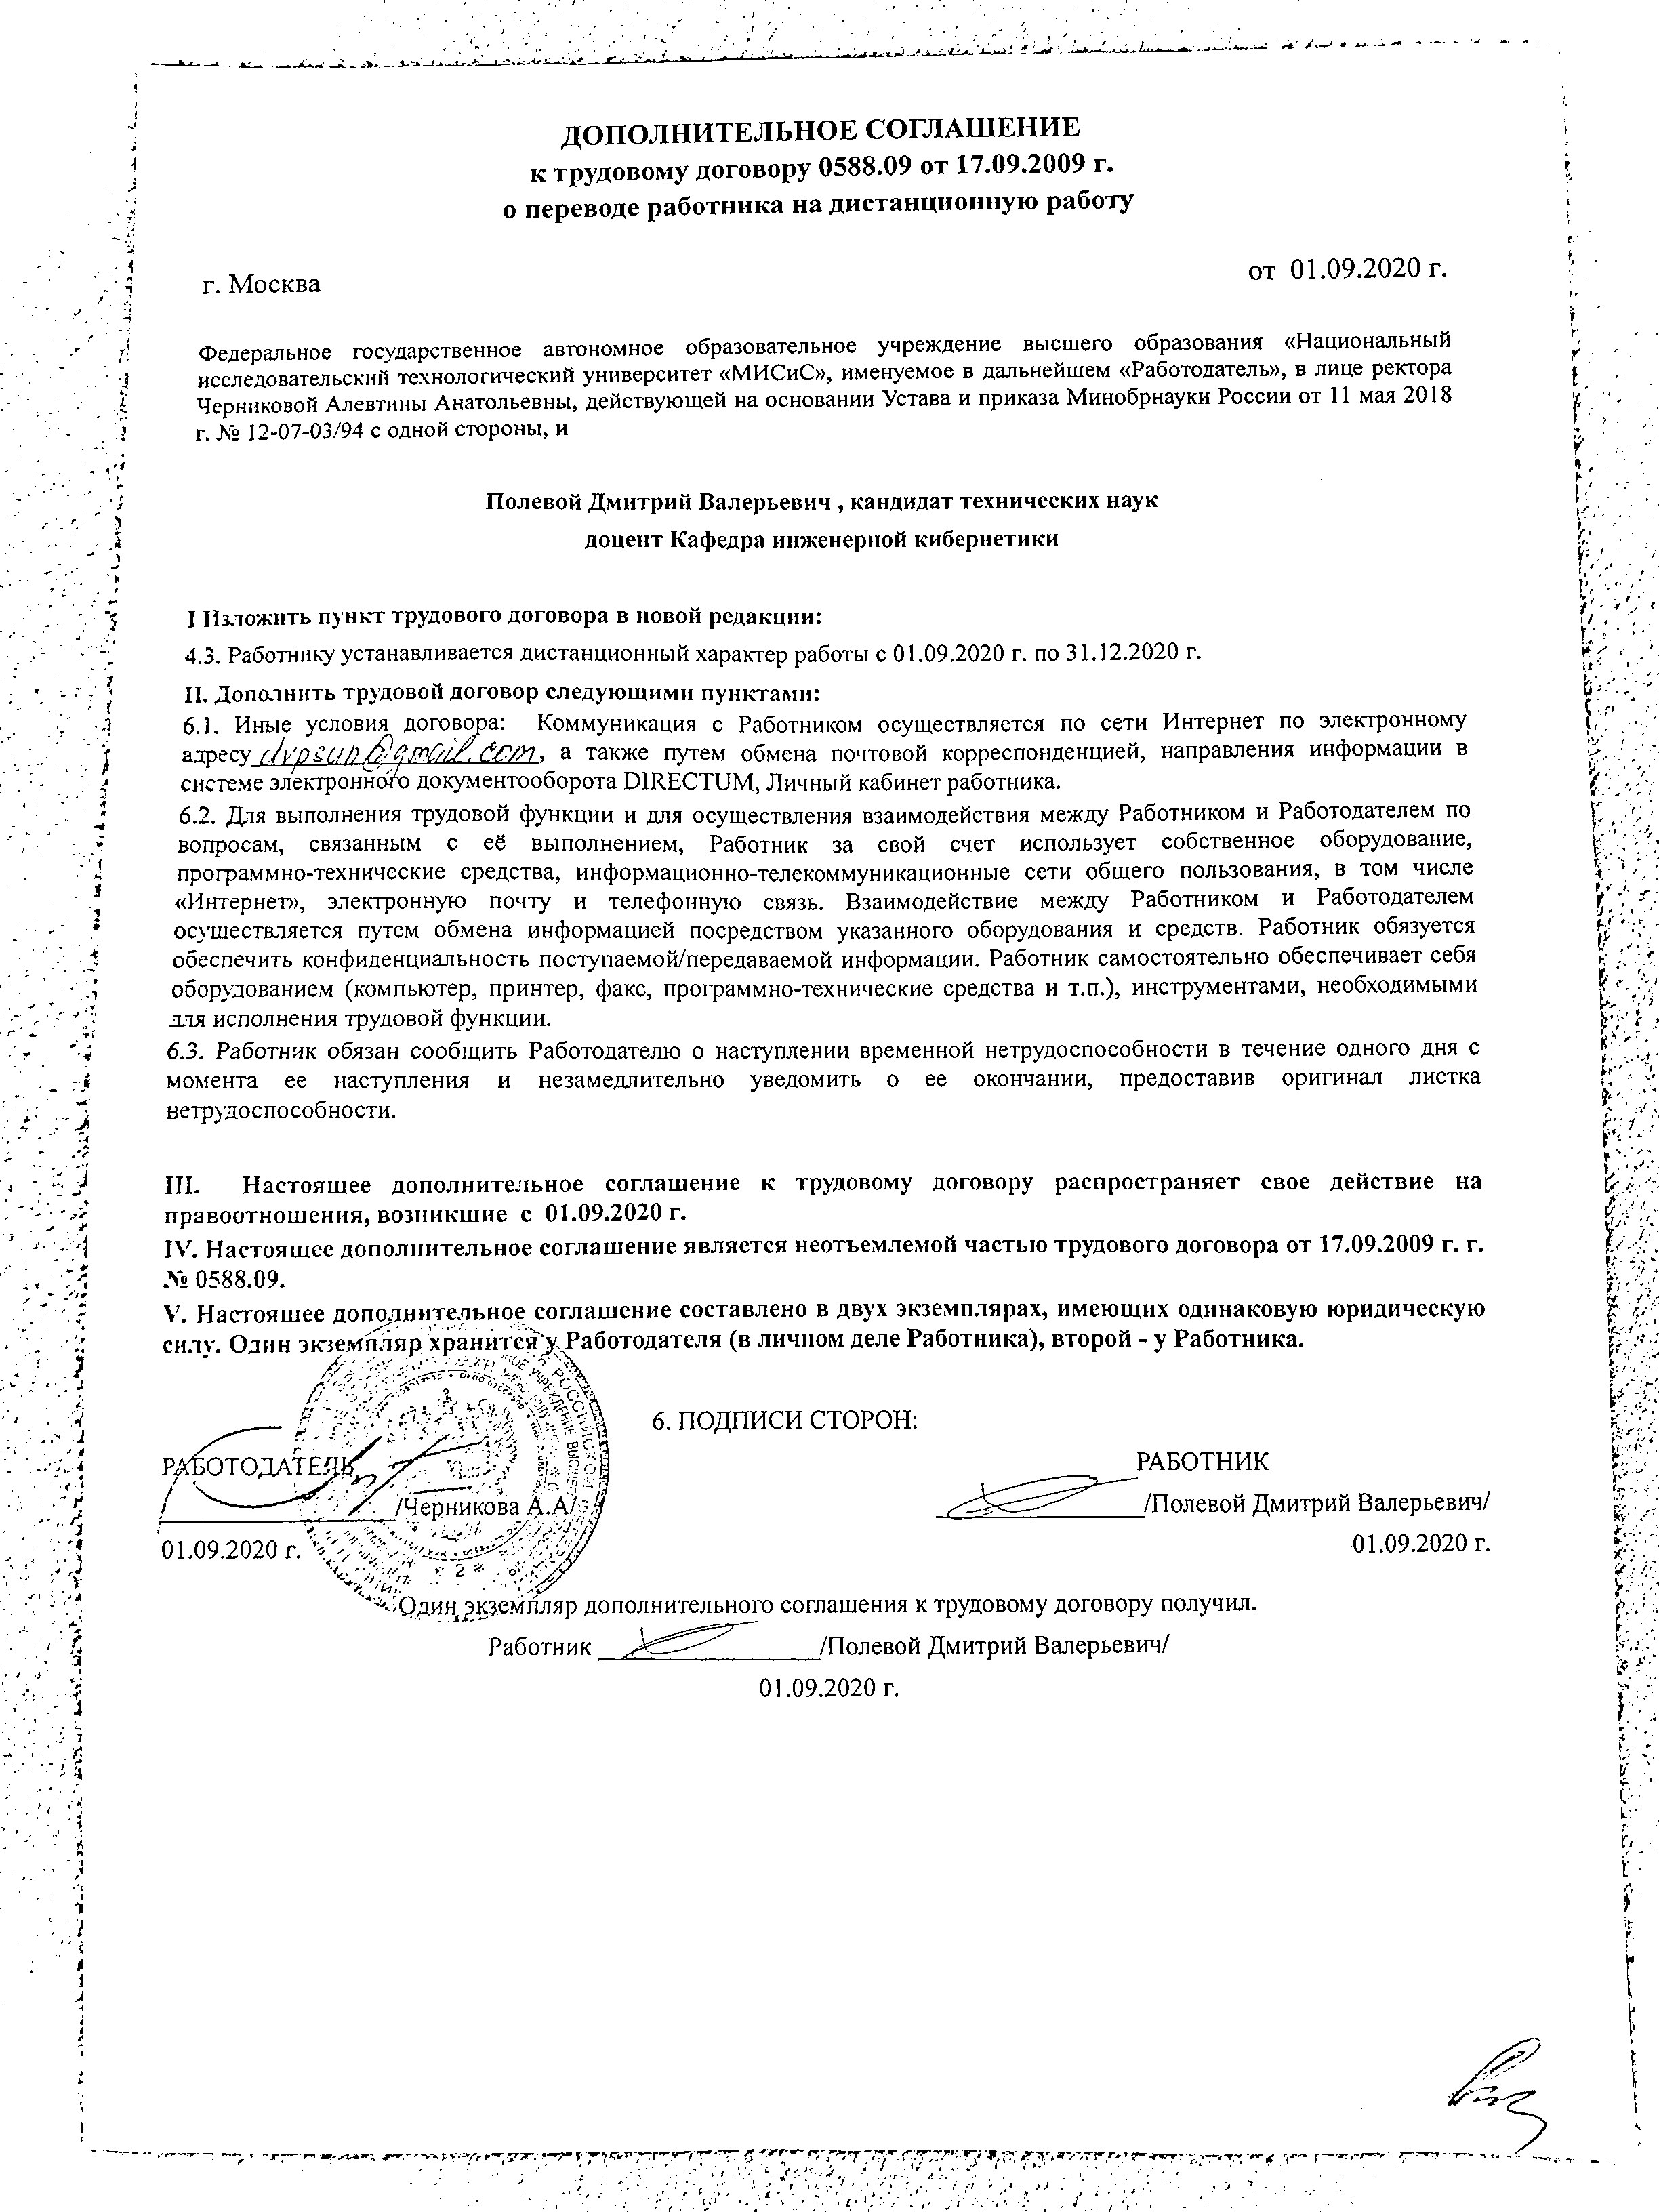 ДОПОЛНИТЕЛЬНОЕ СОГЛАШЕНИЕ
к трудовому договору 0588.09 от 17.09.2009 г.
о переводе работника на дистанционную работу
г. Москва
от 01.09.2020 г.
Федеральное государственное автономное образовательное учреждение высшего образования «Национальный
исследовательский технологический университет «МИСиС», именуемое в дальнейшем «Работодатель», в лице ректора
Черниковой Алевтины Анатольевны, действующей на основании Устава и приказа Минобрнауки России от 11 мая 2018
г. № 12-07-03/94 с одной стороны, и
Полевой Дмитрий Валерьевич , кандидат технических наук
доцент Кафедра инженерной кибернетики
I Изложить пункт трудового договора в новой редакции:
4.3. Работнику устанавливается дистанционный характер работы с 01.09.2020 г. по 31.12.2020 г.
II. Дополнить трудовой договор следующими пунктами:
6.1. Иные условия договора: Коммуникация с Работником осуществляется по сети Интернет по электронному
адресу dvpsun@gmail.com, а также путем обмена почтовой корреспонденцией, направления информации в
системе электронного документооборота DIRECTUM, Личный кабинет работника.
6.2. Для выполнения трудовой функции и для осуществления взаимодействия между Работником и Работодателем по
вопросам, связанным с её выполнением, Работник за свой счет использует собственное оборудование,
программно-технические средства, информационно-телекоммуникационные сети общего пользования, в том числе
«Интернет», электронную почту и телефонную связь. Взаимодействие между Работником и Работодателем
осуществляется путем обмена информацией посредством указанного оборудования и средств. Работник обязуется
обеспечить конфиденциальность поступаемой/передаваемой информации. Работник самостоятельно обеспечивает себя
оборудованием (компьютер, принтер, факс, программно-технические средства и т.п.), инструментами, необходимыми
для исполнения трудовой функции.
6.3. Работник обязан сообщить Работодателю о наступлении временной нетрудоспособности в течение одного дня с
момента ее наступления и незамедлительно уведомить о ее окончании, предоставив оригинал листка
нетрудоспособности.
III. Настоящее дополнительное соглашение к трудовому договору распространяет свое действие на
правоотношения, возникшие с 01.09.2020 г.
IV. Настоящее дополнительное соглашение является неотъемлемой частью трудового договора от 17.09.2009 г. г.
№ 0588.09.
V. Настоящее дополнительное соглашение составлено в двух экземплярах, имеющих одинаковую юридическую
силу. Один экземпляр хранится у Работодателя (в личном деле Работника), второй - у Работника.
6. ПОДПИСИ СТОРОН:
РАБОТОДАТЕЛЬ
РАБОТНИК
/Черникова А.А/
/Полевой Дмитрий Валерьевич/
01.09.2020 г.
01.09.2020 г.
Один экземпляр дополнительного соглашения к трудовому договору получил.
Работник /Полевой Дмитрий Валерьевич/
01.09.2020 г.